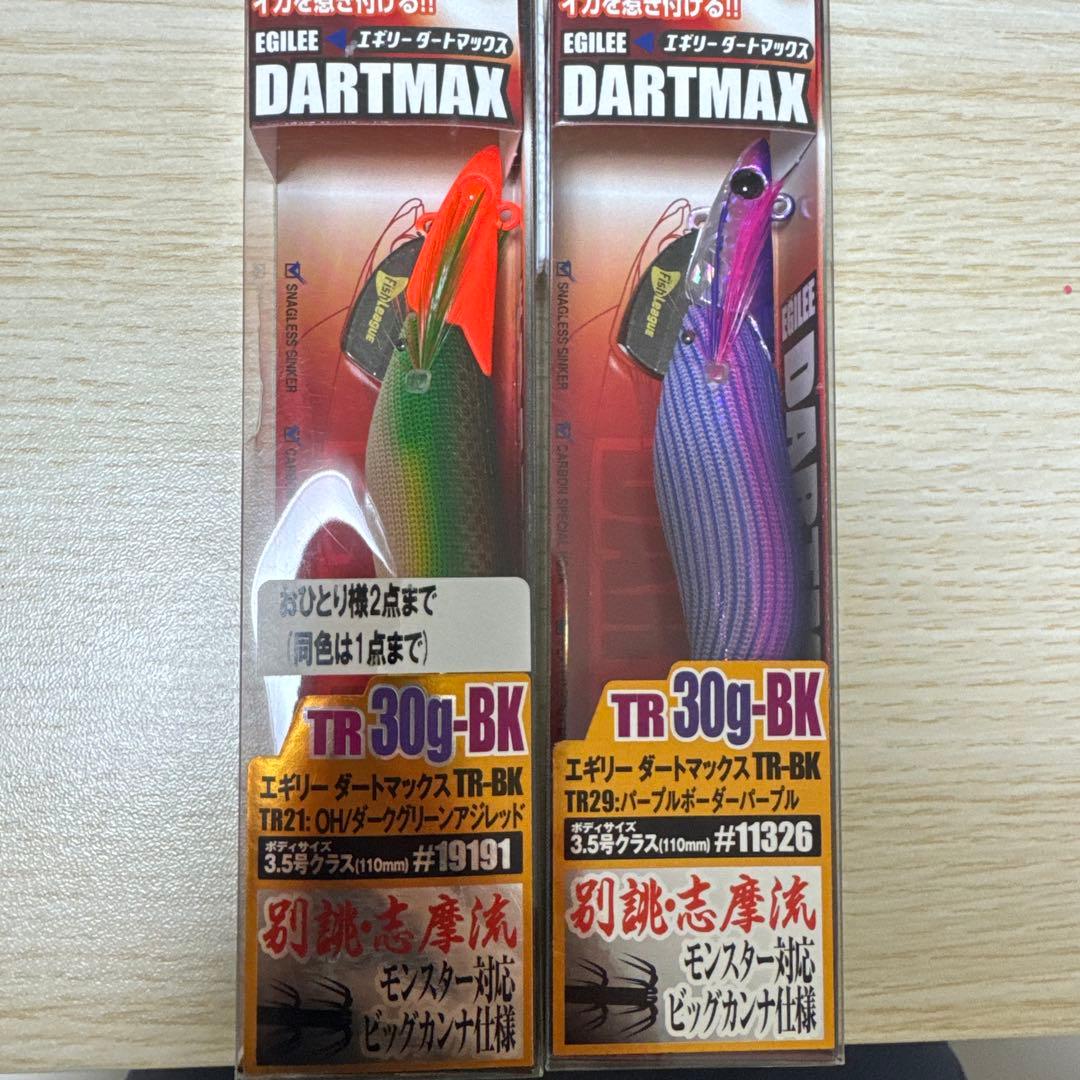 イカを惹き付ける!!
EGILEE エギリー ダートマックス
DARTMAX
FishLeague
SNAGLESS SINKER
CARBON
おひとり様2点まで
(同色は1点まで)
TR 30g-BK
エギリー ダートマックス TR-BK
TR21: OH/ダークグリーンアジレッド
ボディサイズ
3.5号クラス(110mm) #19191
別誂・志摩流
モンスター対応
ビッグカンナ仕様
イカを惹き付ける!!
EGILEE エギリー ダートマックス
DARTMAX
FishLeague
SNAGLESS SINKER
CARBON SPECIAL
EGILEE
TR 30g-BK
エギリー ダートマックス TR-BK
TR29:パープルボーダーパープル
ボディサイズ
3.5号クラス(110mm) #11326
別誂・志摩流
モンスター対応
ビッグカンナ仕様